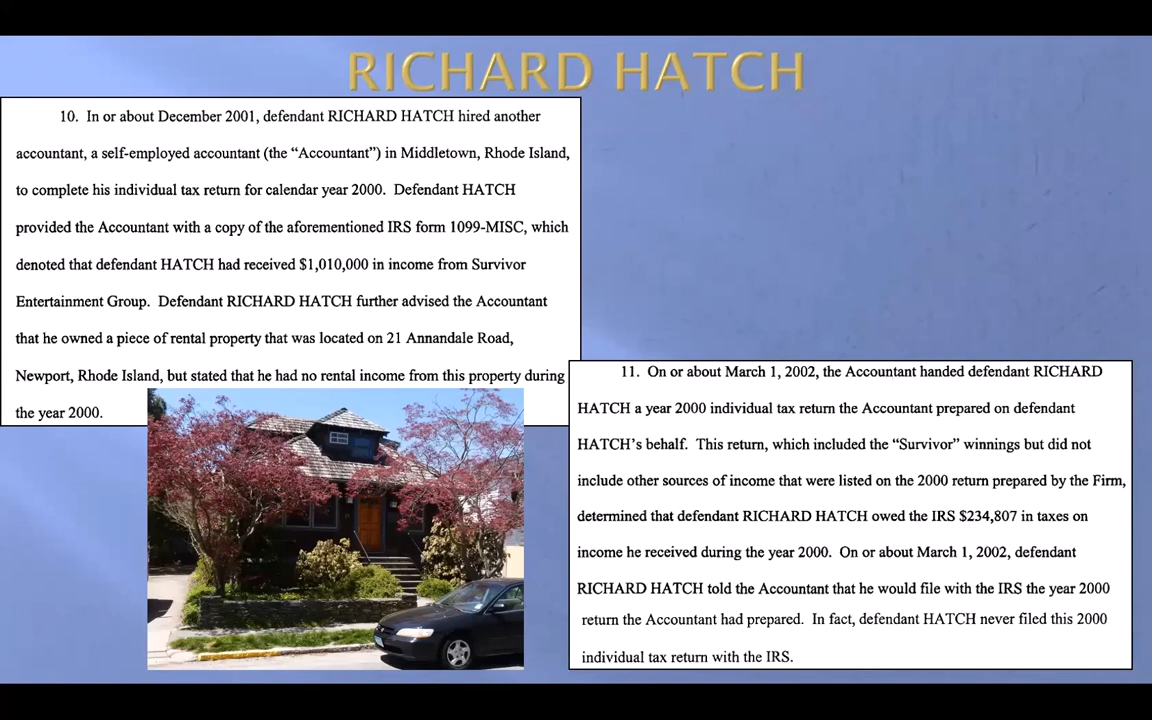 RICHARD HATCH
10. In or about December 2001, defendant RICHARD HATCH hired another
accountant, a self-employed accountant (the “Accountant”) in Middletown, Rhode Island,
to complete his individual tax return for calendar year 2000. Defendant HATCH
provided the Accountant with a copy of the aforementioned IRS form 1099-MISC, which
denoted that defendant HATCH had received $1,010,000 in income from Survivor
Entertainment Group. Defendant RICHARD HATCH further advised the Accountant
that he owned a piece of rental property that was located on 21 Annandale Road,
Newport, Rhode Island, but stated that he had no rental income from this property during
the year 2000.
11. On or about March 1, 2002, the Accountant handed defendant RICHARD
HATCH a year 2000 individual tax return the Accountant prepared on defendant
HATCH’s behalf. This return, which included the “Survivor” winnings but did not
include other sources of income that were listed on the 2000 return prepared by the Firm,
determined that defendant RICHARD HATCH owed the IRS $234,807 in taxes on
income he received during the year 2000. On or about March 1, 2002, defendant
RICHARD HATCH told the Accountant that he would file with the IRS the year 2000
return the Accountant had prepared. In fact, defendant HATCH never filed this 2000
individual tax return with the IRS.